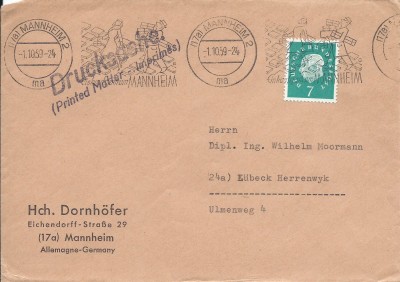 (17a) MANNHEIM 2
-1.10.59-24
ma
(17a) MANNHEIM 2
-1.10.59-24
ma
(17a)
MANNHEIM
MANNHEIM
Drucksache
(Printed Matter - Imprimés)
DEUTSCHE BUNDESPOST
7
Herrn
Dipl. Ing. Wilhelm Moormann
24a) Lübeck Herrenwyk
Ulmenweg 4
Hch. Dornhöfer
Eichendorff-Straße 29
(17a) Mannheim
Allemagne-Germany